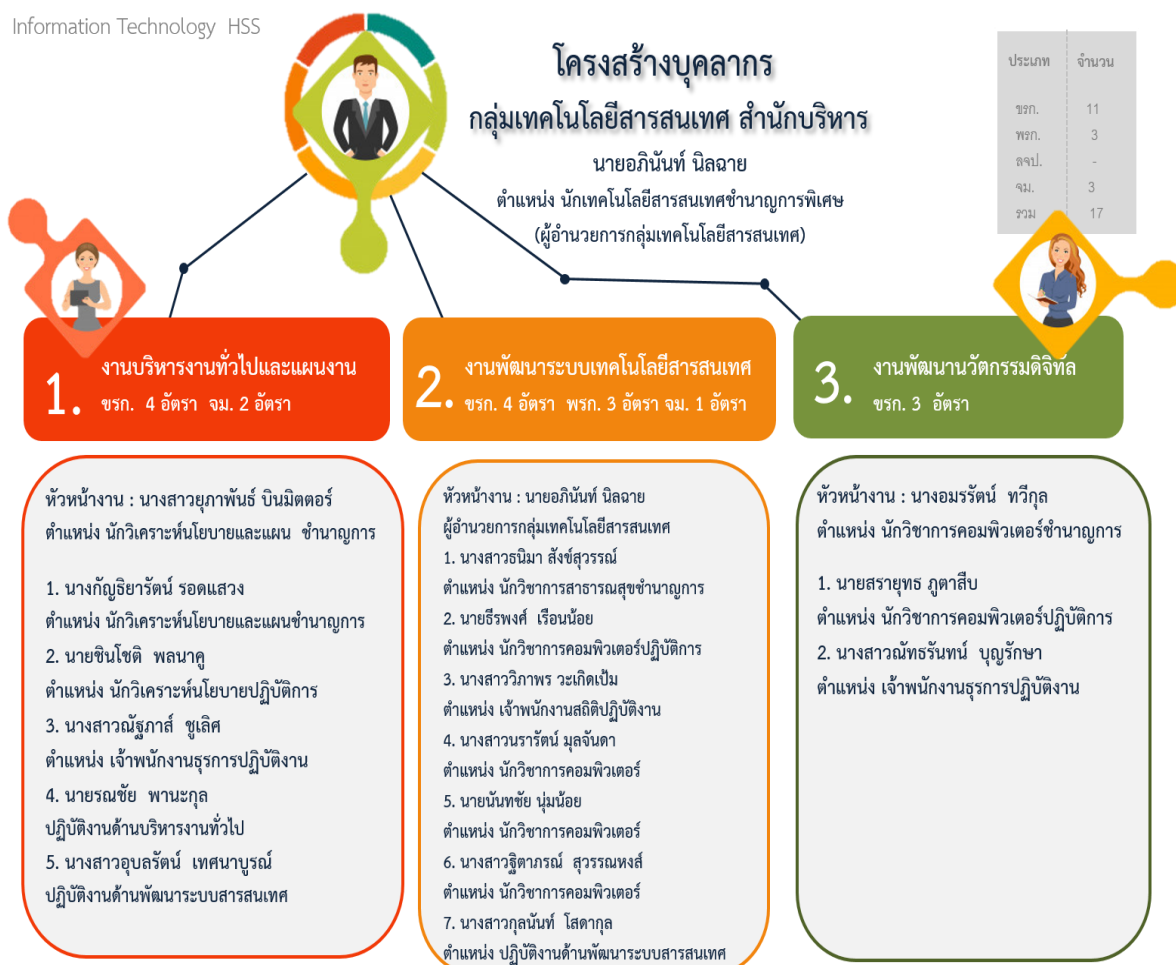 Information Technology HSS
โครงสร้างบุคลากร
กลุ่มเทคโนโลยีสารสนเทศ สำนักบริหาร
นายอภินันท์ นิลฉาย
ตำแหน่ง นักเทคโนโลยีสารสนเทศชำนาญการพิเศษ
(ผู้อำนวยการกลุ่มเทคโนโลยีสารสนเทศ)
ประเภท จำนวน
ขรก. 11
พรก. 3
ลจป. -
จม. 3
รวม 17
1. งานบริหารงานทั่วไปและแผนงาน
ขรก. 4 อัตรา จม. 2 อัตรา
2. งานพัฒนาระบบเทคโนโลยีสารสนเทศ
ขรก. 4 อัตรา พรก. 3 อัตรา จม. 1 อัตรา
3. งานพัฒนานวัตกรรมดิจิทัล
ขรก. 3 อัตรา
หัวหน้างาน : นางสาวยุภาพันธ์ บินมิตตอร์
ตำแหน่ง นักวิเคราะห์นโยบายและแผน ชำนาญการ
1. นางกัญธิยารัตน์ รอดแสวง
ตำแหน่ง นักวิเคราะห์นโยบายและแผนชำนาญการ
2. นายชินโชติ พลนาคู
ตำแหน่ง นักวิเคราะห์นโยบายปฏิบัติการ
3. นางสาวณัฐภาส์ ชูเลิศ
ตำแหน่ง เจ้าพนักงานธุรการปฏิบัติงาน
4. นายรณชัย พานะกุล
ปฏิบัติงานด้านบริหารงานทั่วไป
5. นางสาวอุบลรัตน์ เทศนาบูรณ์
ปฏิบัติงานด้านพัฒนาระบบสารสนเทศ
หัวหน้างาน : นายอภินันท์ นิลฉาย
ผู้อำนวยการกลุ่มเทคโนโลยีสารสนเทศ
1. นางสาวธนิมา สังข์สุวรรณ์
ตำแหน่ง นักวิชาการสาธารณสุขชำนาญการ
2. นายธีรพงศ์ เรือนน้อย
ตำแหน่ง นักวิชาการคอมพิวเตอร์ปฏิบัติการ
3. นางสาววิภาพร วะเกิดเป้ม
ตำแหน่ง เจ้าพนักงานสถิติปฏิบัติงาน
4. นางสาวนรารัตน์ มุลจันดา
ตำแหน่ง นักวิชาการคอมพิวเตอร์
5. นายนันทชัย นุ่มน้อย
ตำแหน่ง นักวิชาการคอมพิวเตอร์
6. นางสาวฐิตาภรณ์ สุวรรณหงส์
ตำแหน่ง นักวิชาการคอมพิวเตอร์
7. นางสาวกุลนันท์ โสดากุล
ตำแหน่ง ปฏิบัติงานด้านพัฒนาระบบสารสนเทศ
หัวหน้างาน : นางอมรรัตน์ ทวีกุล
ตำแหน่ง นักวิชาการคอมพิวเตอร์ชำนาญการ
1. นายสรายุทธ ภูตาสืบ
ตำแหน่ง นักวิชาการคอมพิวเตอร์ปฏิบัติการ
2. นางสาวณัทธรันทน์ บุญรักษา
ตำแหน่ง เจ้าพนักงานธุรการปฏิบัติงาน